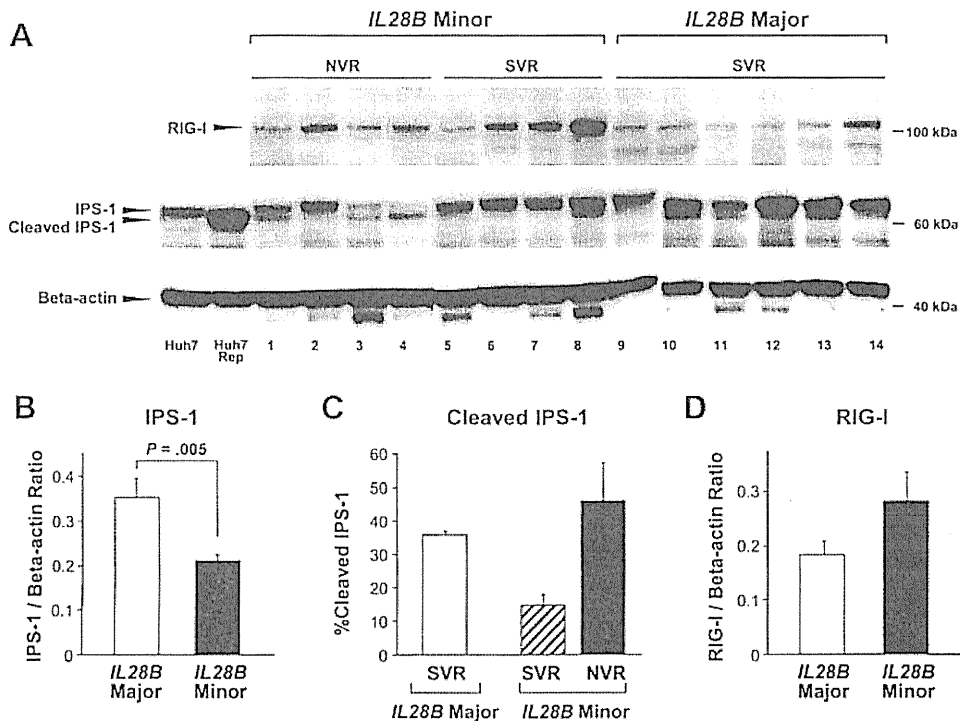 A
IL28B Minor
IL28B Major
NVR
SVR
SVR
RIG-I
100 kDa
IPS-1
Cleaved IPS-1
60 kDa
Beta-actin
40 kDa
Huh7
Huh7 Rep
1
2
3
4
5
6
7
8
9
10
11
12
13
14
B
IPS-1
P = .005
IPS-1 / Beta-actin Ratio
0.4
0.3
0.2
0.1
0
IL28B Major
IL28B Minor
C
Cleaved IPS-1
%Cleaved IPS-1
60
50
40
30
20
10
0
SVR
SVR
NVR
IL28B Major
IL28B Minor
D
RIG-I
RIG-I / Beta-actin Ratio
0.3
0.2
0.1
0
IL28B Major
IL28B Minor